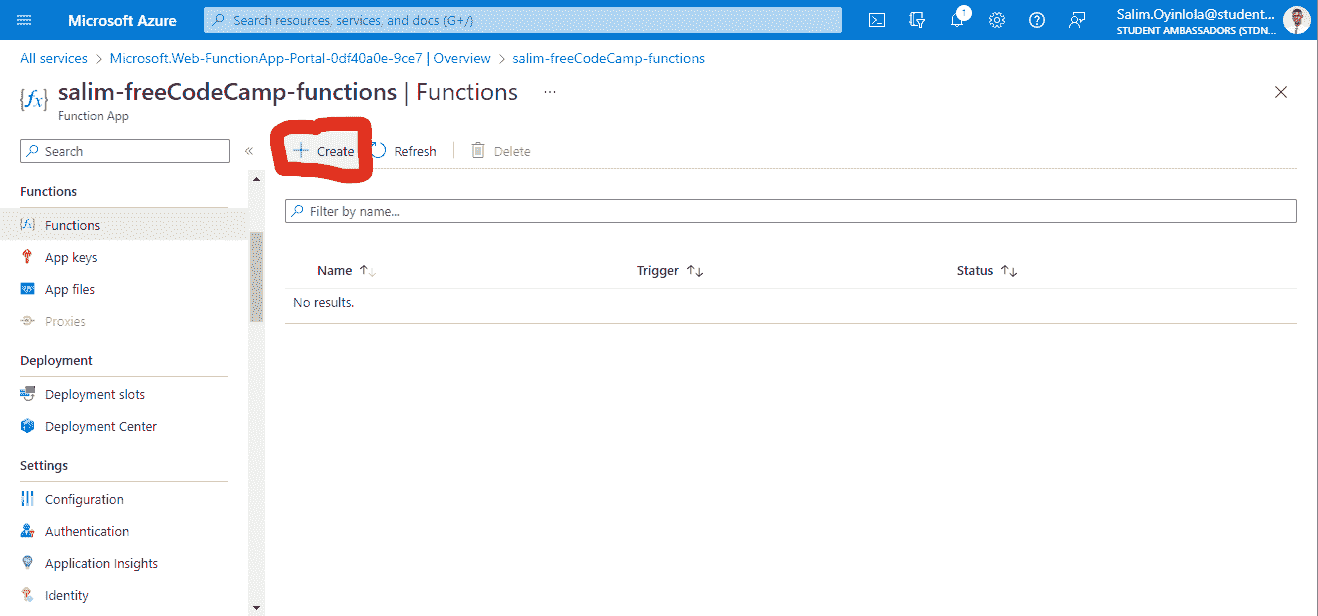 Microsoft Azure
Search resources, services, and docs (G+/)
1
Salim.Oyinlola@student...
STUDENT AMBASSADORS (STDN...
All services > Microsoft.Web-FunctionApp-Portal-0df40a0e-9ce7 | Overview > salim-freeCodeCamp-functions
salim-freeCodeCamp-functions | Functions ...
Function App
Search
«
+ Create
Refresh
Delete
Functions
Functions
App keys
App files
Proxies
Deployment
Deployment slots
Deployment Center
Settings
Configuration
Authentication
Application Insights
Identity
Filter by name...
Name ↑↓ Trigger ↑↓ Status ↑↓
No results.